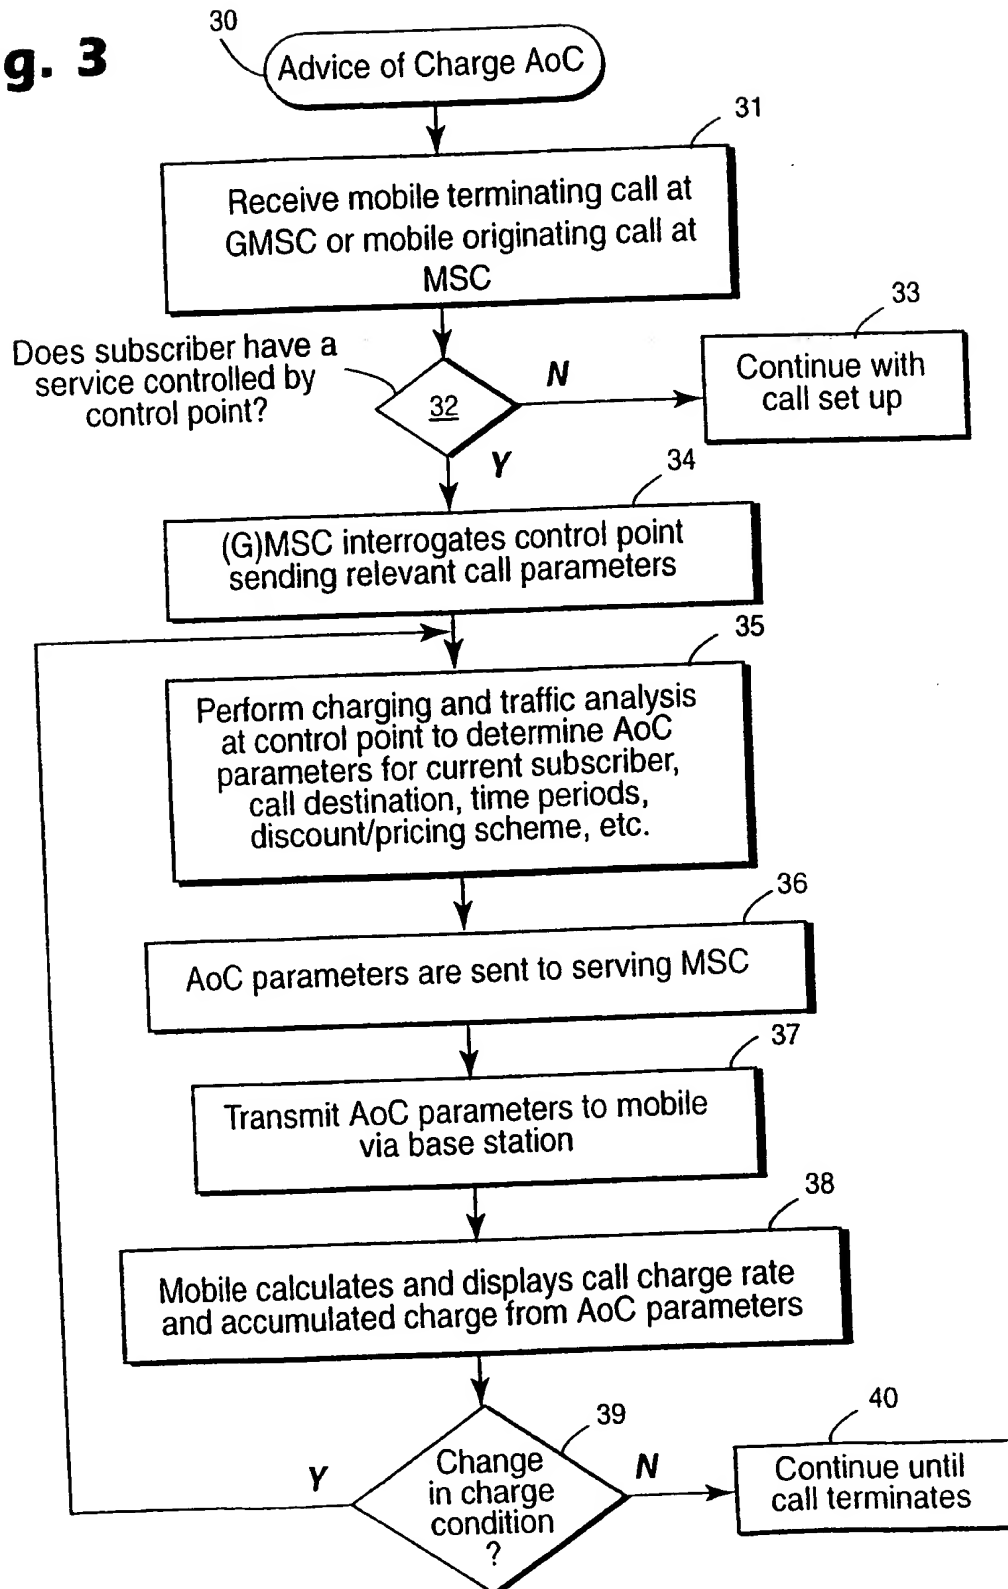 g. 3
30
Advice of Charge AoC
31
Receive mobile terminating call at
GMSC or mobile originating call at
MSC
33
Does subscriber have a
service controlled by
control point?
32
N
Continue with
call set up
Y
34
(G)MSC interrogates control point
sending relevant call parameters
35
Perform charging and traffic analysis
at control point to determine AoC
parameters for current subscriber,
call destination, time periods,
discount/pricing scheme, etc.
36
AoC parameters are sent to serving MSC
37
Transmit AoC parameters to mobile
via base station
38
Mobile calculates and displays call charge rate
and accumulated charge from AoC parameters
39
40
Y
Change
in charge
condition
?
N
Continue until
call terminates